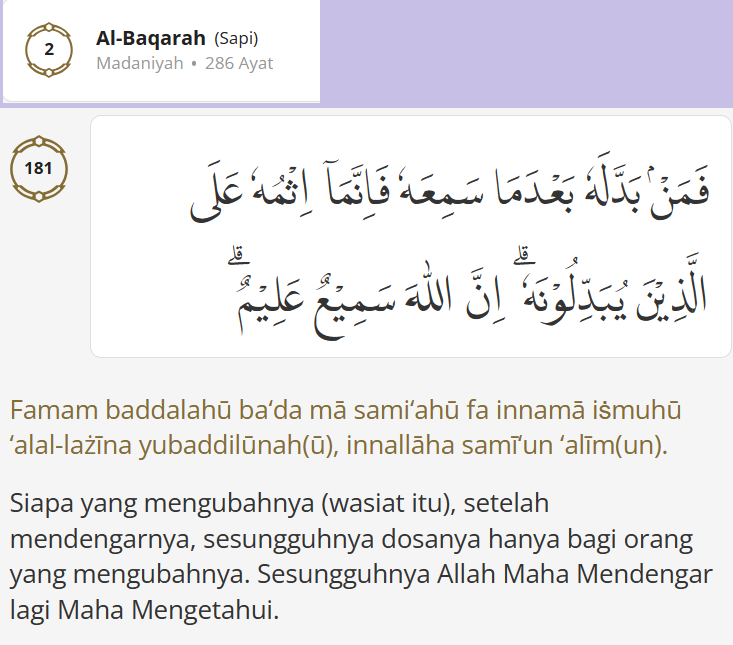 2
Al-Baqarah (Sapi)
Madaniyah • 286 Ayat
181
فَمَنْۢ بَدَّلَهٗ بَعْدَمَا سَمِعَهٗ فَاِنَّمَآ اِثْمُهٗ عَلَى
الَّذِيْنَ يُبَدِّلُوْنَهٗۗ اِنَّ اللّٰهَ سَمِيْعٌ عَلِيْمٌۗ
Famam baddalahū ba‘da mā sami‘ahū fa innamā iṡmuhū
‘alal-lażīna yubaddilūnah(ū), innallāha samī‘un ‘alīm(un).
Siapa yang mengubahnya (wasiat itu), setelah
mendengarnya, sesungguhnya dosanya hanya bagi orang
yang mengubahnya. Sesungguhnya Allah Maha Mendengar
lagi Maha Mengetahui.